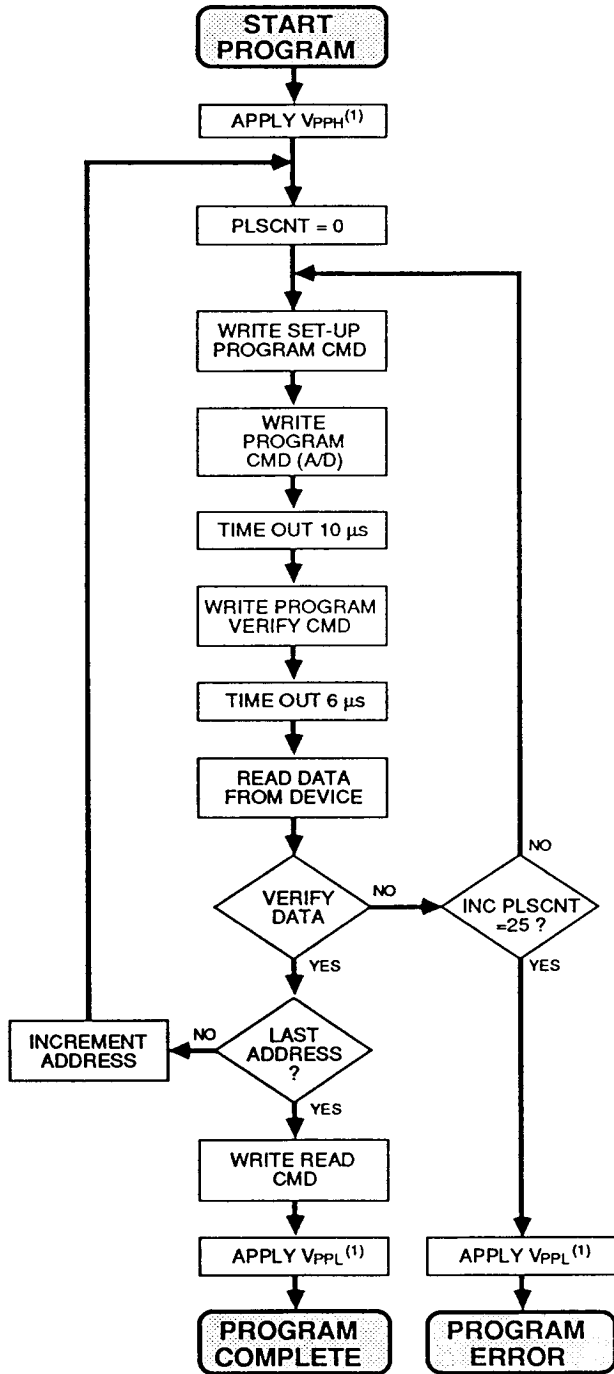 START
PROGRAM
APPLY VPPH(1)
PLSCNT = 0
WRITE SET-UP
PROGRAM CMD
WRITE
PROGRAM
CMD (A/D)
TIME OUT 10 µs
WRITE PROGRAM
VERIFY CMD
TIME OUT 6 µs
READ DATA
FROM DEVICE
VERIFY
DATA
NO
YES
INC PLSCNT
=25 ?
NO
YES
LAST
ADDRESS
?
NO
YES
INCREMENT
ADDRESS
WRITE READ
CMD
APPLY VPPL(1)
APPLY VPPL(1)
PROGRAM
COMPLETE
PROGRAM
ERROR